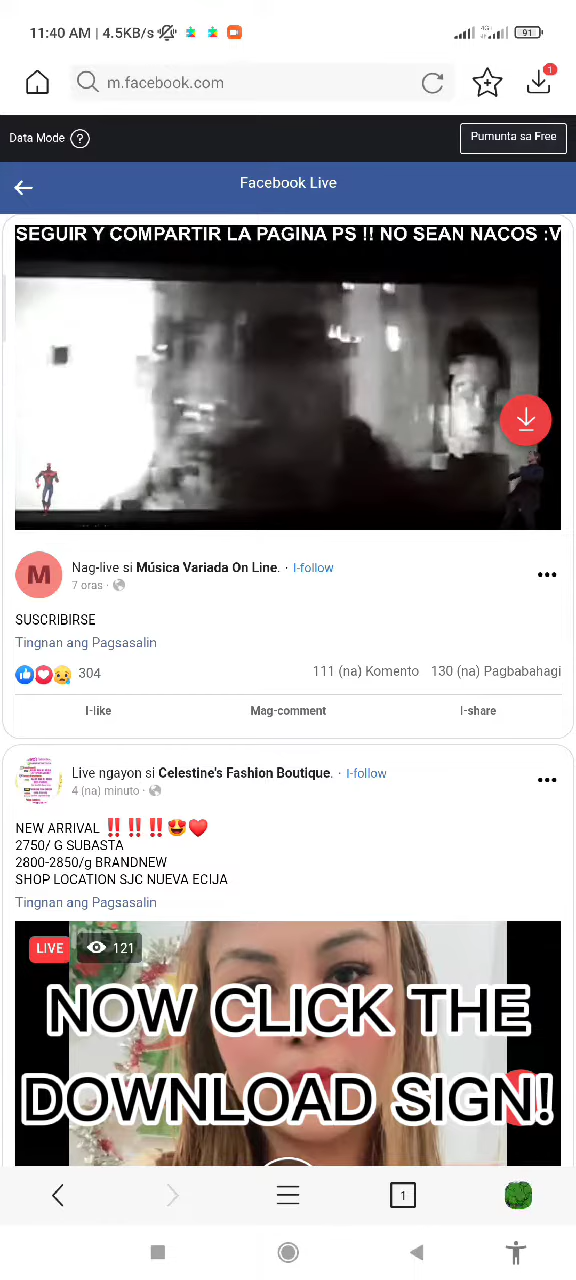 11:40 AM | 4.5KB/s
4G
91
m.facebook.com
1
Data Mode ?
Pumunta sa Free
Facebook Live
SEGUIR Y COMPARTIR LA PAGINA PS !! NO SEAN NACOS :V
M
Nag-live si Música Variada On Line. · I-follow
7 oras ·
SUSCRIBIRSE
Tingnan ang Pagsasalin
304
111 (na) Komento 130 (na) Pagbabahagi
I-like Mag-comment I-share
Live ngayon si Celestine's Fashion Boutique. · I-follow
4 (na) minuto ·
NEW ARRIVAL ‼️ ‼️ ‼️ 😍 ♥️
2750/ G SUBASTA
2800-2850/g BRANDNEW
SHOP LOCATION SJC NUEVA ECIJA
Tingnan ang Pagsasalin
LIVE 121
NOW CLICK THE
DOWNLOAD SIGN!
1